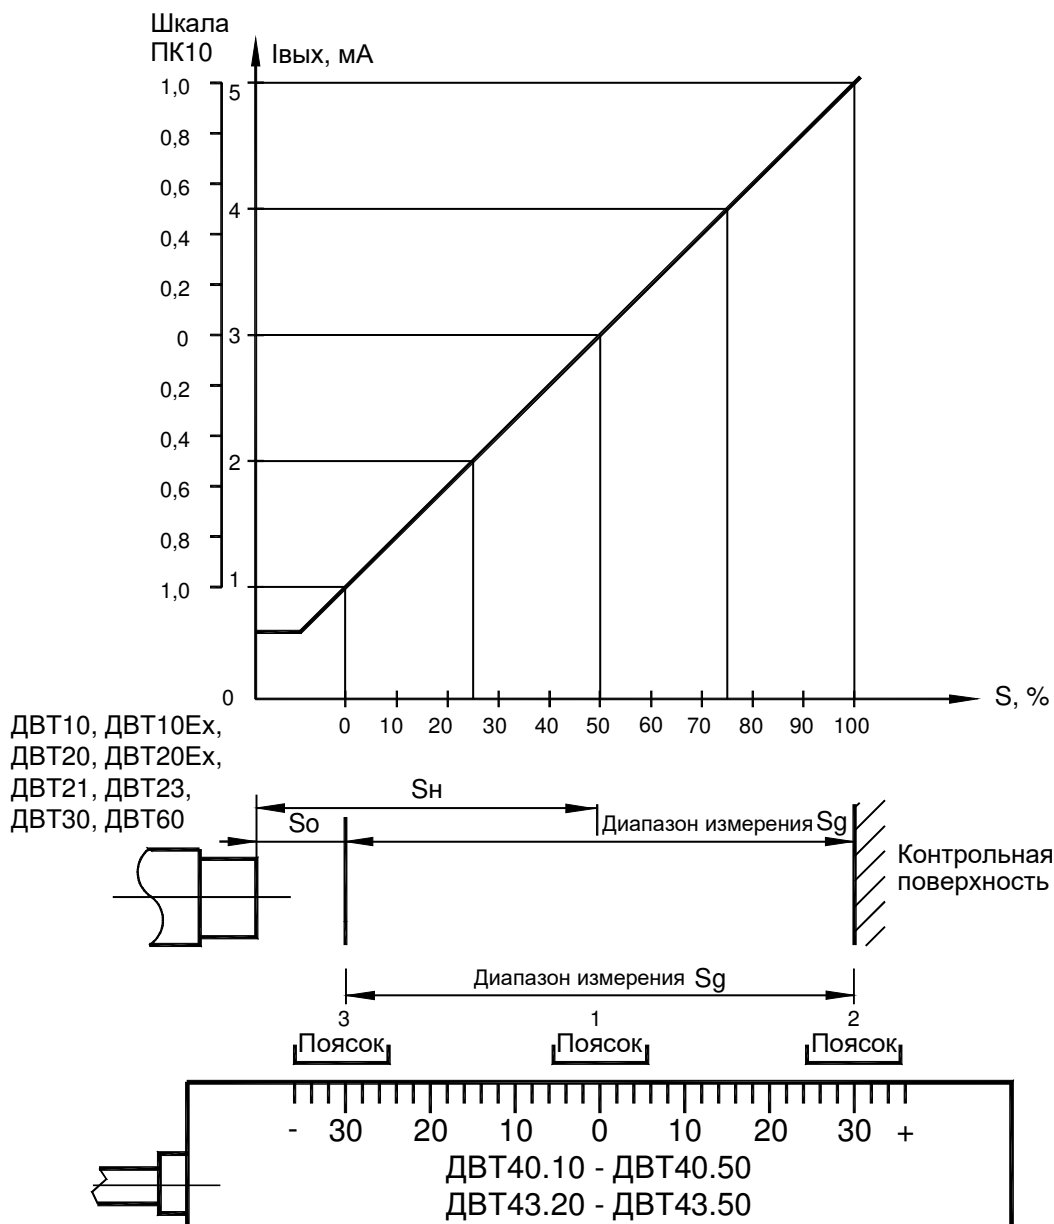 Шкала
ПК10
Iвых, мА
1,0
5
0,8
0,6
4
0,4
0,2
0
3
0,2
0,4
2
0,6
0,8
1,0
1
0
S, %
0 10 20 30 40 50 60 70 80 90 100
ДВТ10, ДВТ10Ех,
ДВТ20, ДВТ20Ех,
ДВТ21, ДВТ23,
ДВТ30, ДВТ60
Sн
Sо
Диапазон измерения Sg
Контрольная
поверхность
Диапазон измерения Sg
3 1 2
Поясок Поясок Поясок
- 30 20 10 0 10 20 30 +
ДВТ40.10 - ДВТ40.50
ДВТ43.20 - ДВТ43.50